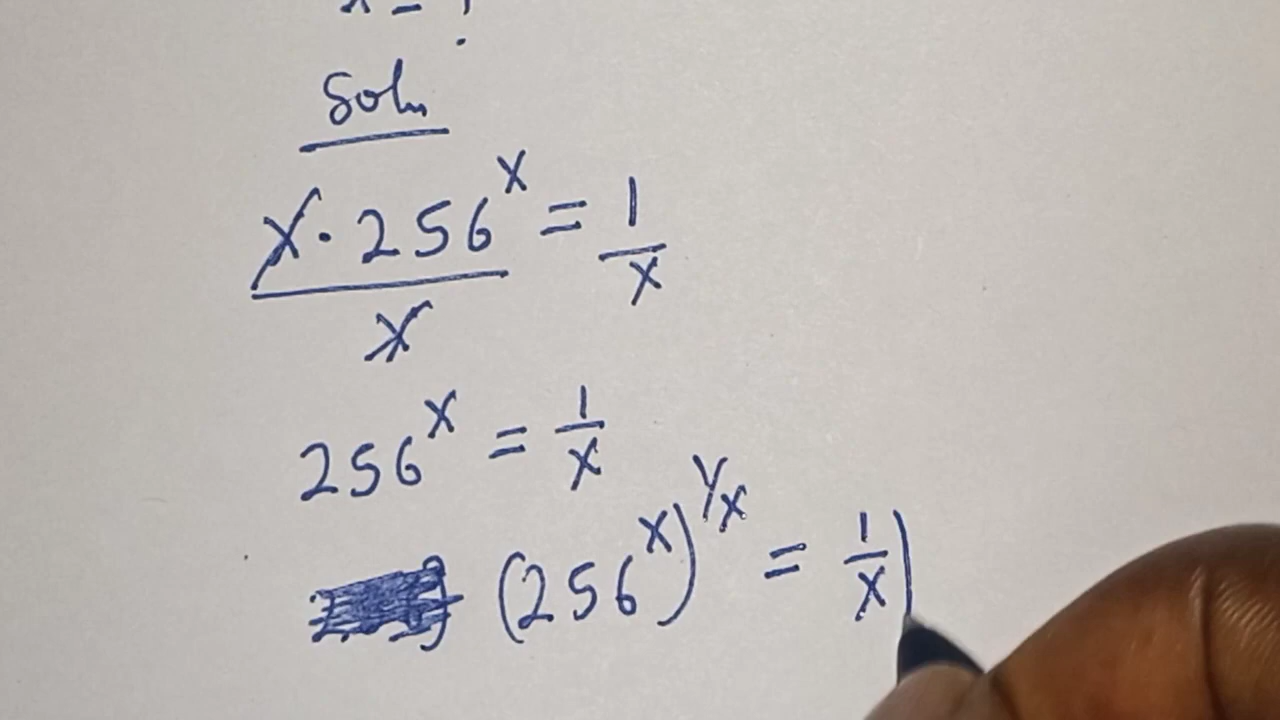 x = ?
Soln
x · 256^x / x = 1/x
256^x = 1/x
(256^x)^1/x = 1/x)